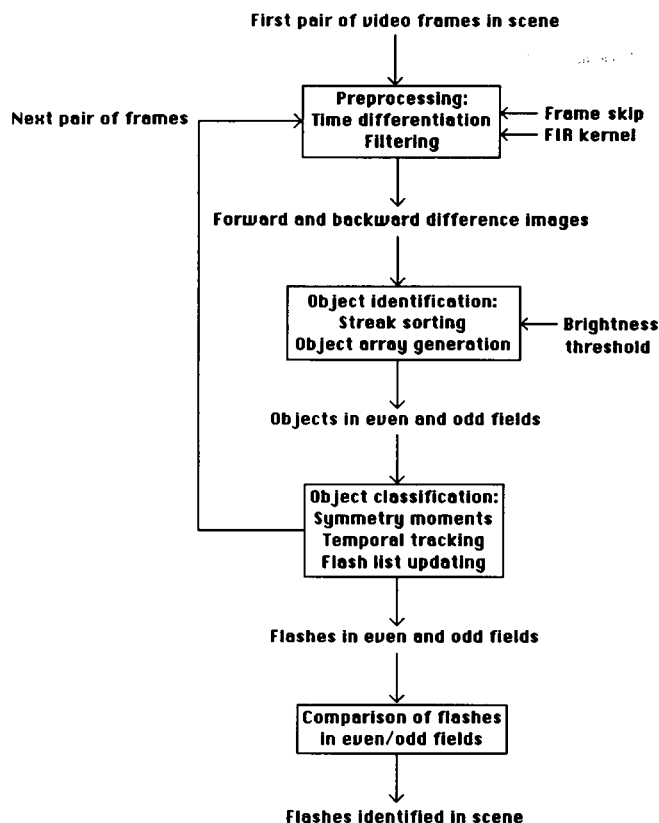 First pair of video frames in scene
Preprocessing:
Time differentiation
Filtering
Next pair of frames
Frame skip
FIR kernel
Forward and backward difference images
Object identification:
Streak sorting
Object array generation
Brightness
threshold
Objects in even and odd fields
Object classification:
Symmetry moments
Temporal tracking
Flash list updating
Flashes in even and odd fields
Comparison of flashes
in even/odd fields
Flashes identified in scene